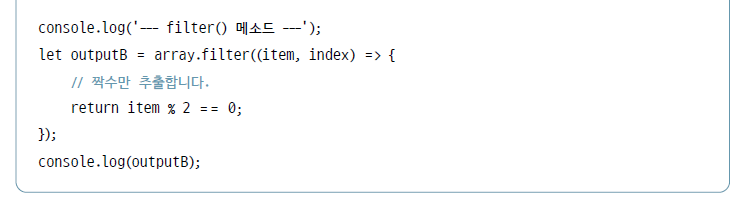 console.log('--- filter() 메소드 ---');
let outputB = array.filter((item, index) => {
    // 짝수만 추출합니다.
    return item % 2 == 0;
});
console.log(outputB);